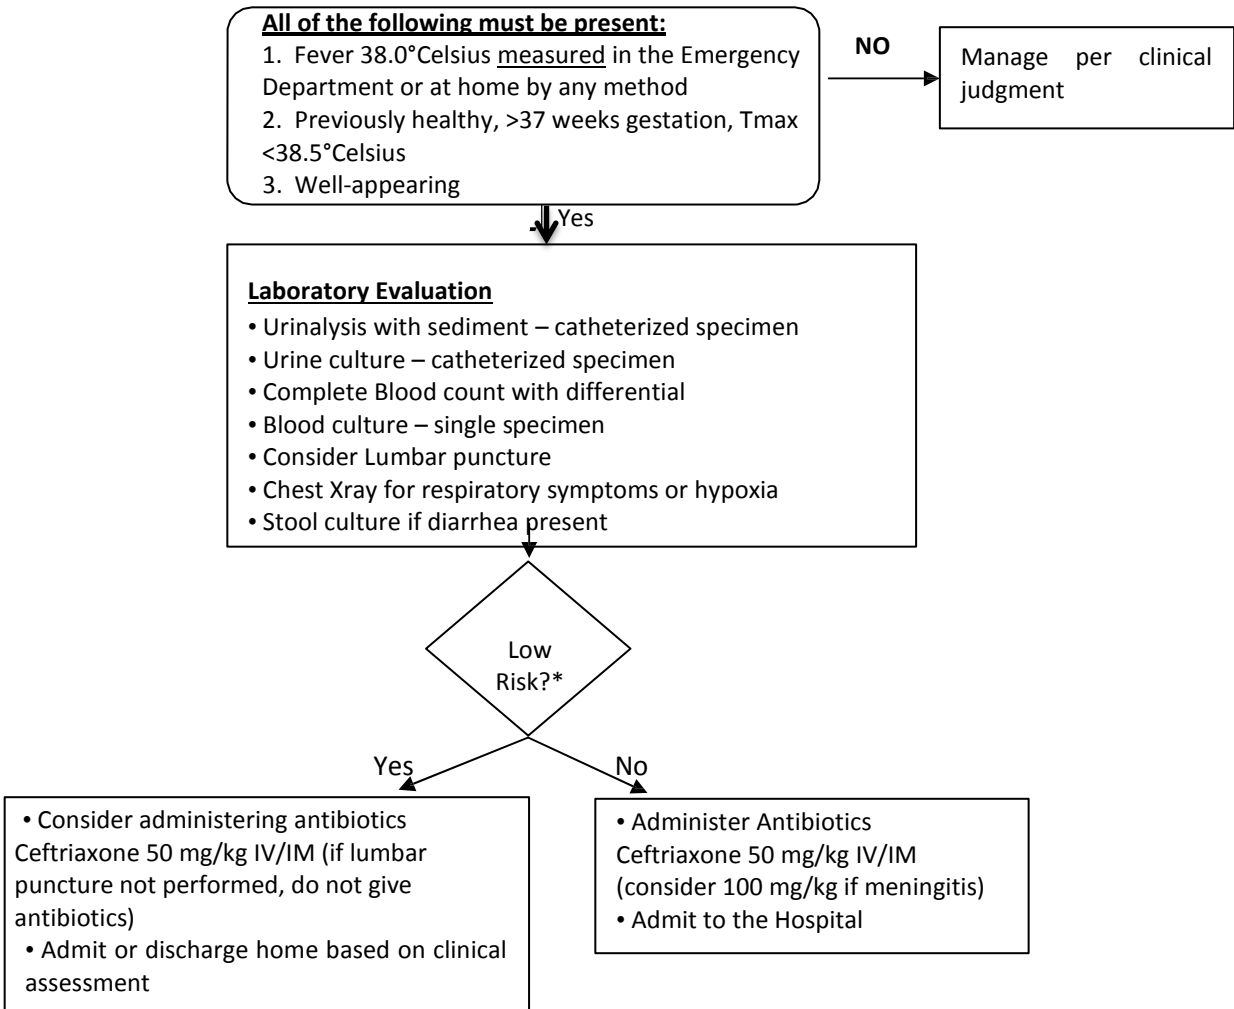 All of the following must be present:
1. Fever 38.0°Celsius measured in the Emergency
Department or at home by any method
2. Previously healthy, >37 weeks gestation, Tmax
<38.5°Celsius
3. Well-appearing
NO
Manage per clinical
judgment
Yes
Laboratory Evaluation
• Urinalysis with sediment – catheterized specimen
• Urine culture – catheterized specimen
• Complete Blood count with differential
• Blood culture – single specimen
• Consider Lumbar puncture
• Chest Xray for respiratory symptoms or hypoxia
• Stool culture if diarrhea present
Low
Risk?*
Yes
No
• Consider administering antibiotics
Ceftriaxone 50 mg/kg IV/IM (if lumbar
puncture not performed, do not give
antibiotics)
• Admit or discharge home based on clinical
assessment
• Administer Antibiotics
Ceftriaxone 50 mg/kg IV/IM
(consider 100 mg/kg if meningitis)
• Admit to the Hospital